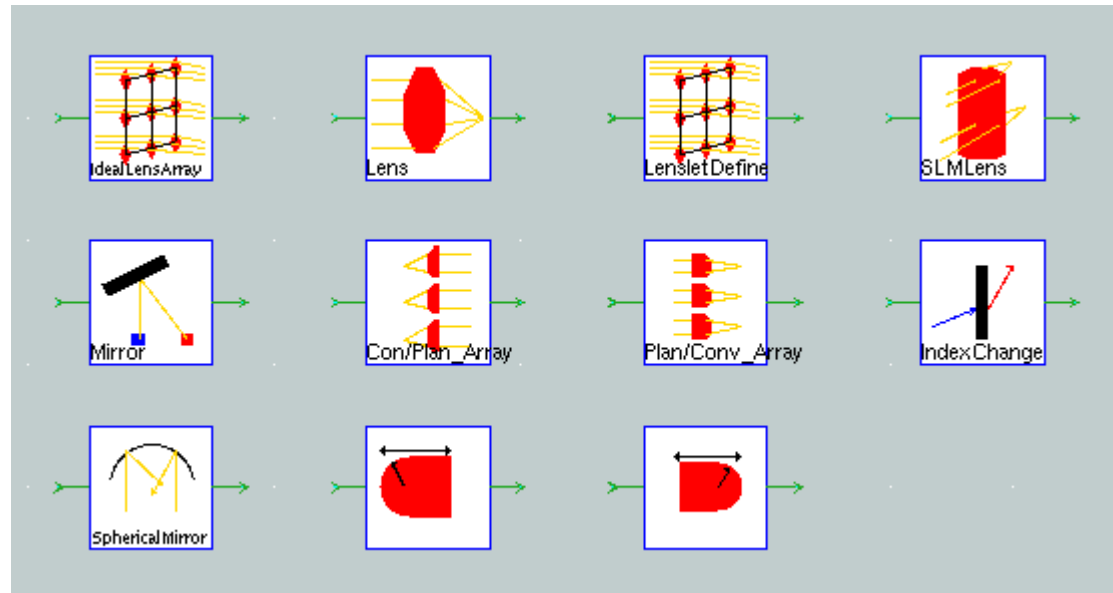 IdealLensArray
Lens
LensletDefine
SLMLens
Mirror
Con/Plan_Array
Plan/Conv_Array
IndexChange
SphericalMirror